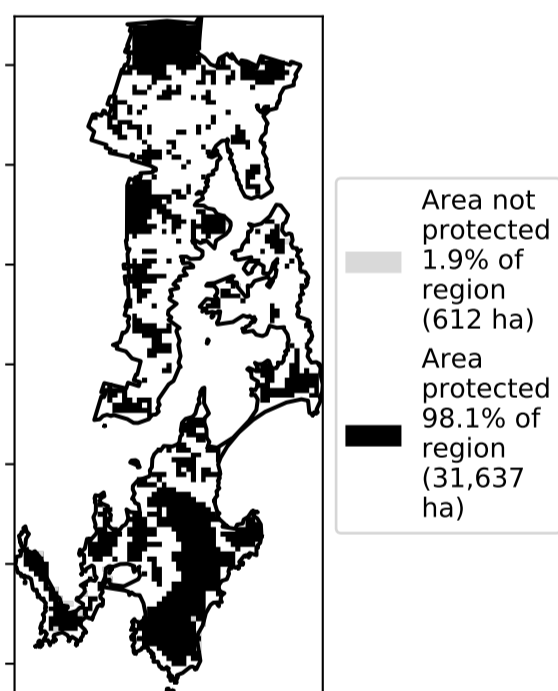 Area not
protected
1.9% of
region
(612 ha)
Area
protected
98.1% of
region
(31,637
ha)